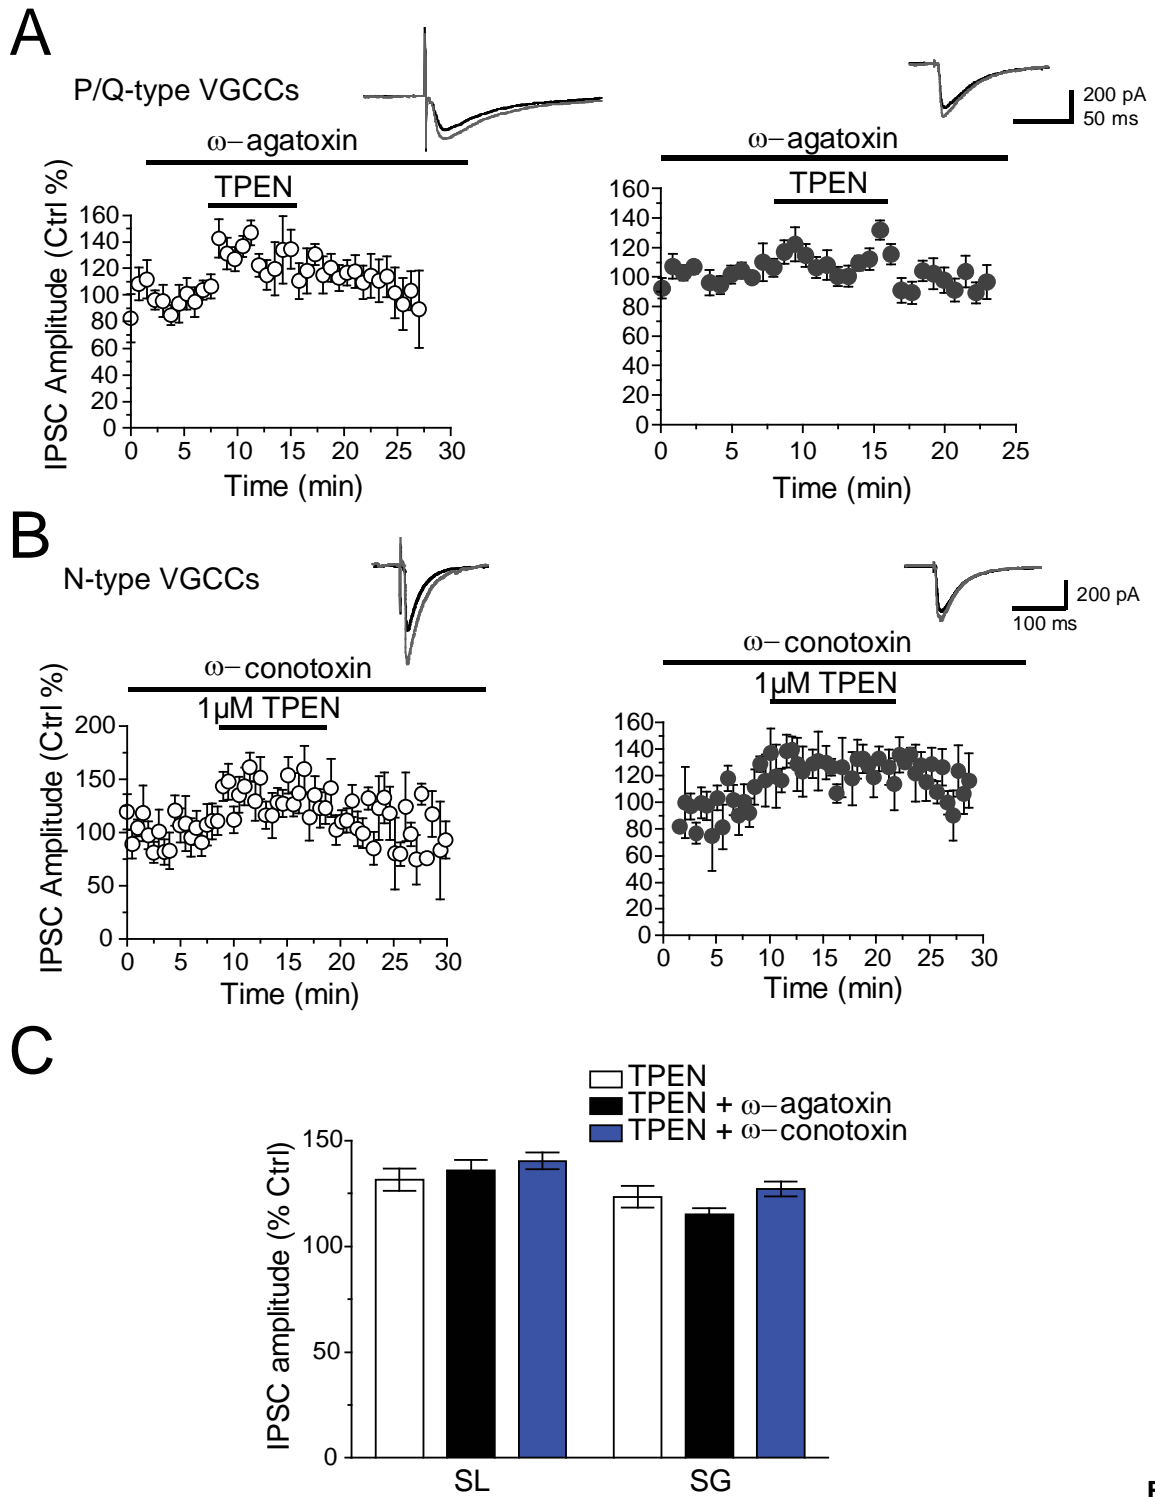 A
P/Q-type VGCCs
200 pA
50 ms
ω–agatoxin
TPEN
IPSC Amplitude (Ctrl %)
160
140
120
100
80
60
40
20
0
0 5 10 15 20 25 30
Time (min)
ω–agatoxin
TPEN
160
140
120
100
80
60
40
20
0
0 5 10 15 20 25
Time (min)
B
N-type VGCCs
200 pA
100 ms
ω–conotoxin
1µM TPEN
IPSC Amplitude (Ctrl %)
200
150
100
50
0
0 5 10 15 20 25 30
Time (min)
ω–conotoxin
1µM TPEN
160
140
120
100
80
60
40
20
0
0 5 10 15 20 25 30
Time (min)
C
TPEN
TPEN + ω–agatoxin
TPEN + ω–conotoxin
IPSC amplitude (% Ctrl)
150
100
50
0
SL SG